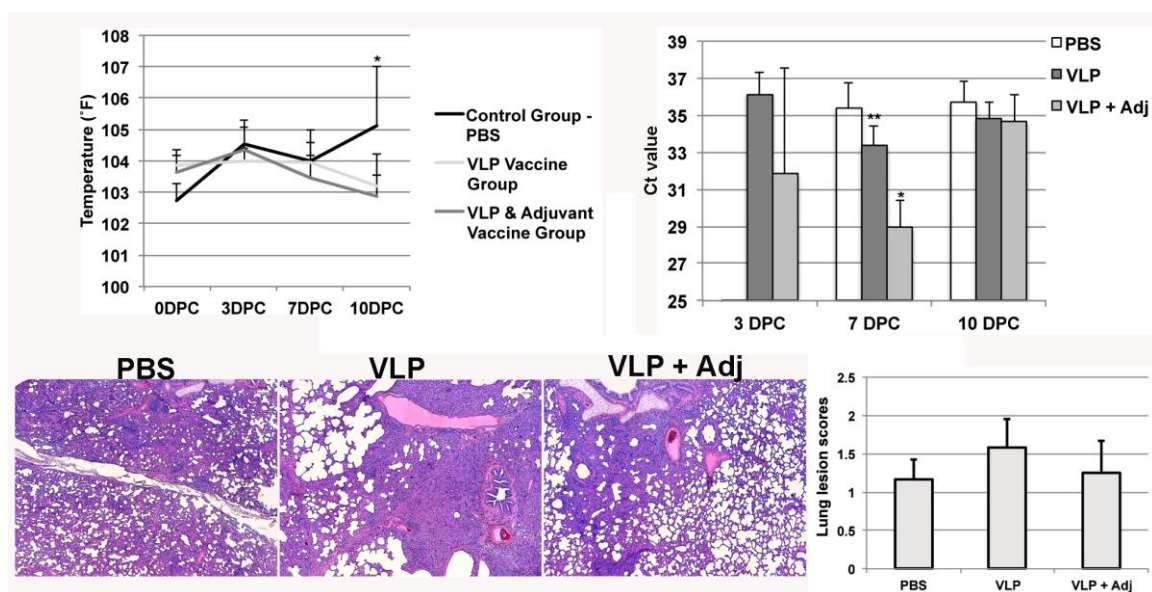 108
107
106
105
104
103
102
101
100
Temperature (˚F)
0DPC 3DPC 7DPC 10DPC
*
Control Group -
PBS
VLP Vaccine
Group
VLP & Adjuvant
Vaccine Group
39
37
35
33
31
29
27
25
Ct value
3 DPC 7 DPC 10 DPC
**
*
PBS
VLP
VLP + Adj
PBS VLP VLP + Adj
2.5
2
1.5
1
0.5
0
Lung lesion scores
PBS VLP VLP + Adj